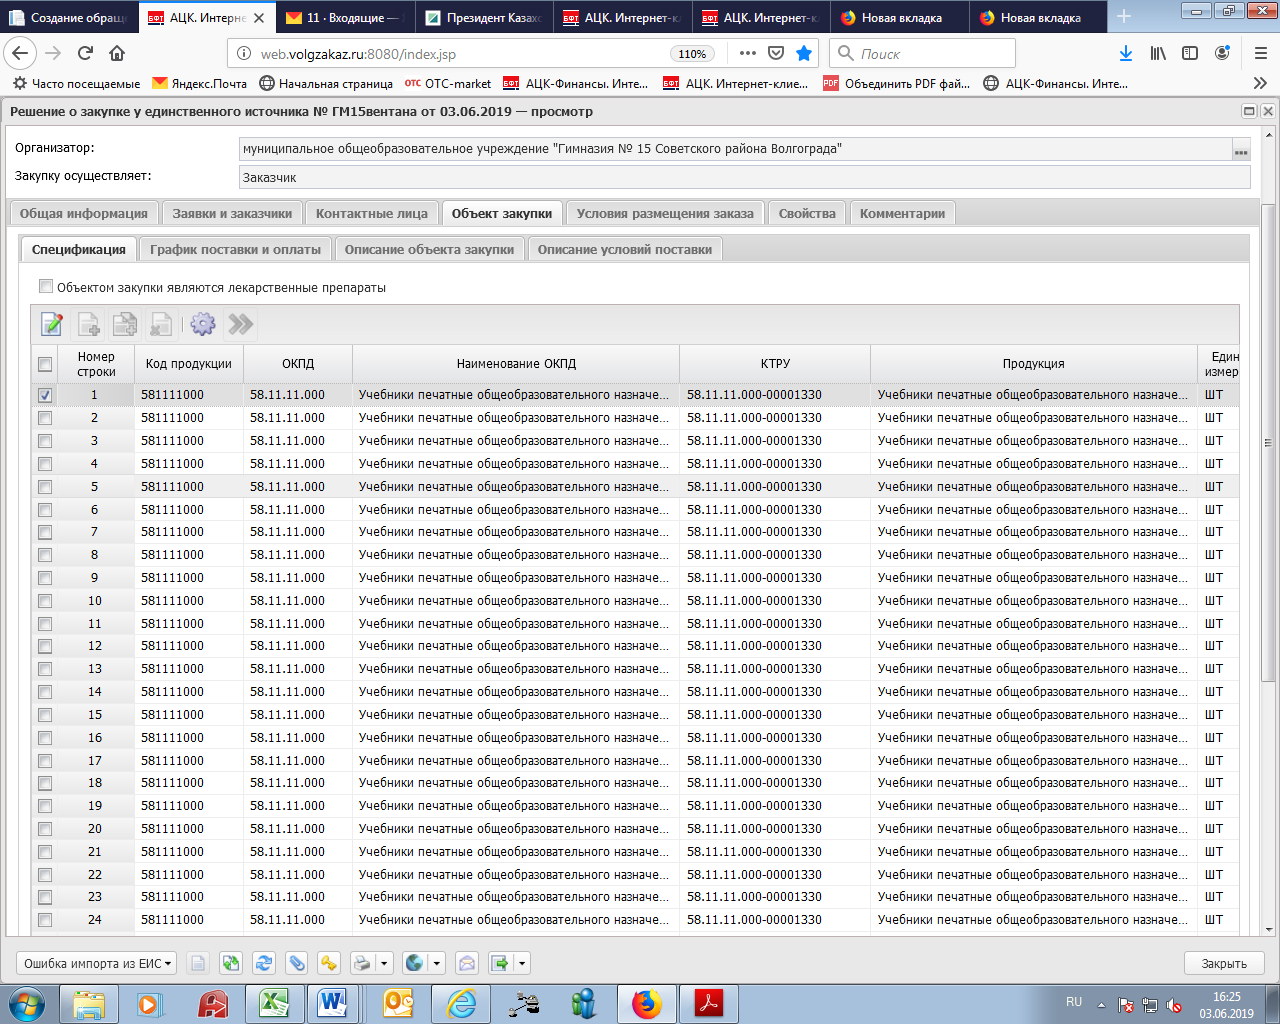 Создание обращ
АЦК. Интерне
11 · Входящие — 
Президент Казахс
АЦК. Интернет-кл
АЦК. Интернет-кл
Новая вкладка
Новая вкладка
web.volgzakaz.ru:8080/index.jsp
110%
Поиск
Часто посещаемые
Яндекс.Почта
Начальная страница
ОТС-market
АЦК-Финансы. Инте...
АЦК. Интернет-клие...
Объединить PDF фай...
АЦК-Финансы. Инте...
Решение о закупке у единственного источника № ГМ15вентана от 03.06.2019 — просмотр
Организатор:
муниципальное общеобразовательное учреждение "Гимназия № 15 Советского района Волгограда"
Закупку осуществляет:
Заказчик
Общая информация
Заявки и заказчики
Контактные лица
Объект закупки
Условия размещения заказа
Свойства
Комментарии
Спецификация
График поставки и оплаты
Описание объекта закупки
Описание условий поставки
Объектом закупки являются лекарственные препараты
Номер строки Код продукции ОКПД Наименование ОКПД КТРУ Продукция Един измер
1 581111000 58.11.11.000 Учебники печатные общеобразовательного назначе... 58.11.11.000-00001330 Учебники печатные общеобразовательного назначе... ШТ
2 581111000 58.11.11.000 Учебники печатные общеобразовательного назначе... 58.11.11.000-00001330 Учебники печатные общеобразовательного назначе... ШТ
3 581111000 58.11.11.000 Учебники печатные общеобразовательного назначе... 58.11.11.000-00001330 Учебники печатные общеобразовательного назначе... ШТ
4 581111000 58.11.11.000 Учебники печатные общеобразовательного назначе... 58.11.11.000-00001330 Учебники печатные общеобразовательного назначе... ШТ
5 581111000 58.11.11.000 Учебники печатные общеобразовательного назначе... 58.11.11.000-00001330 Учебники печатные общеобразовательного назначе... ШТ
6 581111000 58.11.11.000 Учебники печатные общеобразовательного назначе... 58.11.11.000-00001330 Учебники печатные общеобразовательного назначе... ШТ
7 581111000 58.11.11.000 Учебники печатные общеобразовательного назначе... 58.11.11.000-00001330 Учебники печатные общеобразовательного назначе... ШТ
8 581111000 58.11.11.000 Учебники печатные общеобразовательного назначе... 58.11.11.000-00001330 Учебники печатные общеобразовательного назначе... ШТ
9 581111000 58.11.11.000 Учебники печатные общеобразовательного назначе... 58.11.11.000-00001330 Учебники печатные общеобразовательного назначе... ШТ
10 581111000 58.11.11.000 Учебники печатные общеобразовательного назначе... 58.11.11.000-00001330 Учебники печатные общеобразовательного назначе... ШТ
11 581111000 58.11.11.000 Учебники печатные общеобразовательного назначе... 58.11.11.000-00001330 Учебники печатные общеобразовательного назначе... ШТ
12 581111000 58.11.11.000 Учебники печатные общеобразовательного назначе... 58.11.11.000-00001330 Учебники печатные общеобразовательного назначе... ШТ
13 581111000 58.11.11.000 Учебники печатные общеобразовательного назначе... 58.11.11.000-00001330 Учебники печатные общеобразовательного назначе... ШТ
14 581111000 58.11.11.000 Учебники печатные общеобразовательного назначе... 58.11.11.000-00001330 Учебники печатные общеобразовательного назначе... ШТ
15 581111000 58.11.11.000 Учебники печатные общеобразовательного назначе... 58.11.11.000-00001330 Учебники печатные общеобразовательного назначе... ШТ
16 581111000 58.11.11.000 Учебники печатные общеобразовательного назначе... 58.11.11.000-00001330 Учебники печатные общеобразовательного назначе... ШТ
17 581111000 58.11.11.000 Учебники печатные общеобразовательного назначе... 58.11.11.000-00001330 Учебники печатные общеобразовательного назначе... ШТ
18 581111000 58.11.11.000 Учебники печатные общеобразовательного назначе... 58.11.11.000-00001330 Учебники печатные общеобразовательного назначе... ШТ
19 581111000 58.11.11.000 Учебники печатные общеобразовательного назначе... 58.11.11.000-00001330 Учебники печатные общеобразовательного назначе... ШТ
20 581111000 58.11.11.000 Учебники печатные общеобразовательного назначе... 58.11.11.000-00001330 Учебники печатные общеобразовательного назначе... ШТ
21 581111000 58.11.11.000 Учебники печатные общеобразовательного назначе... 58.11.11.000-00001330 Учебники печатные общеобразовательного назначе... ШТ
22 581111000 58.11.11.000 Учебники печатные общеобразовательного назначе... 58.11.11.000-00001330 Учебники печатные общеобразовательного назначе... ШТ
23 581111000 58.11.11.000 Учебники печатные общеобразовательного назначе... 58.11.11.000-00001330 Учебники печатные общеобразовательного назначе... ШТ
24 581111000 58.11.11.000 Учебники печатные общеобразовательного назначе... 58.11.11.000-00001330 Учебники печатные общеобразовательного назначе... ШТ
Ошибка импорта из ЕИС
Закрыть
RU
16:25
03.06.2019